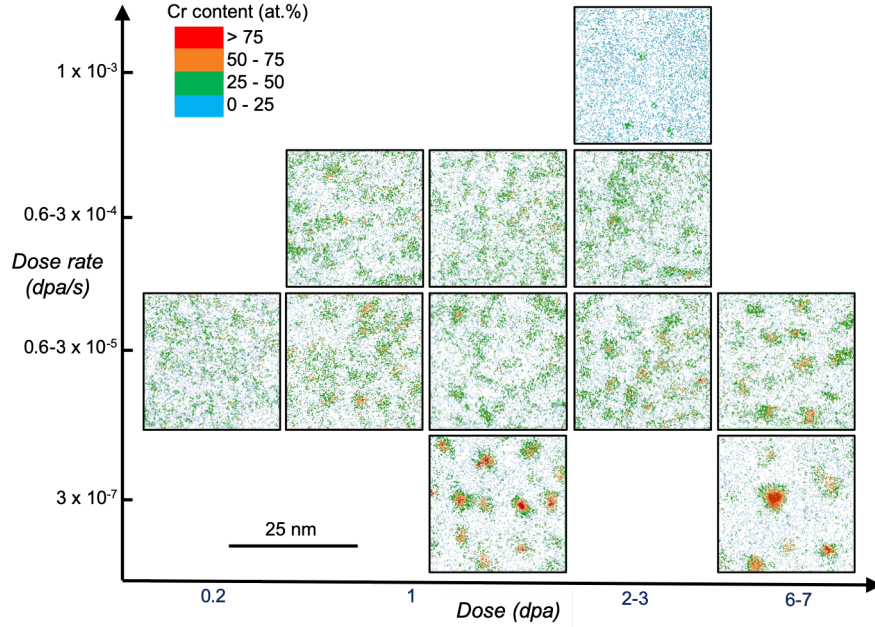 Cr content (at.%)
> 75
50 - 75
25 - 50
0 - 25
1 x 10⁻³
0.6-3 x 10⁻⁴
Dose rate
(dpa/s)
0.6-3 x 10⁻⁵
3 x 10⁻⁷
25 nm
0.2
1
2-3
6-7
Dose (dpa)